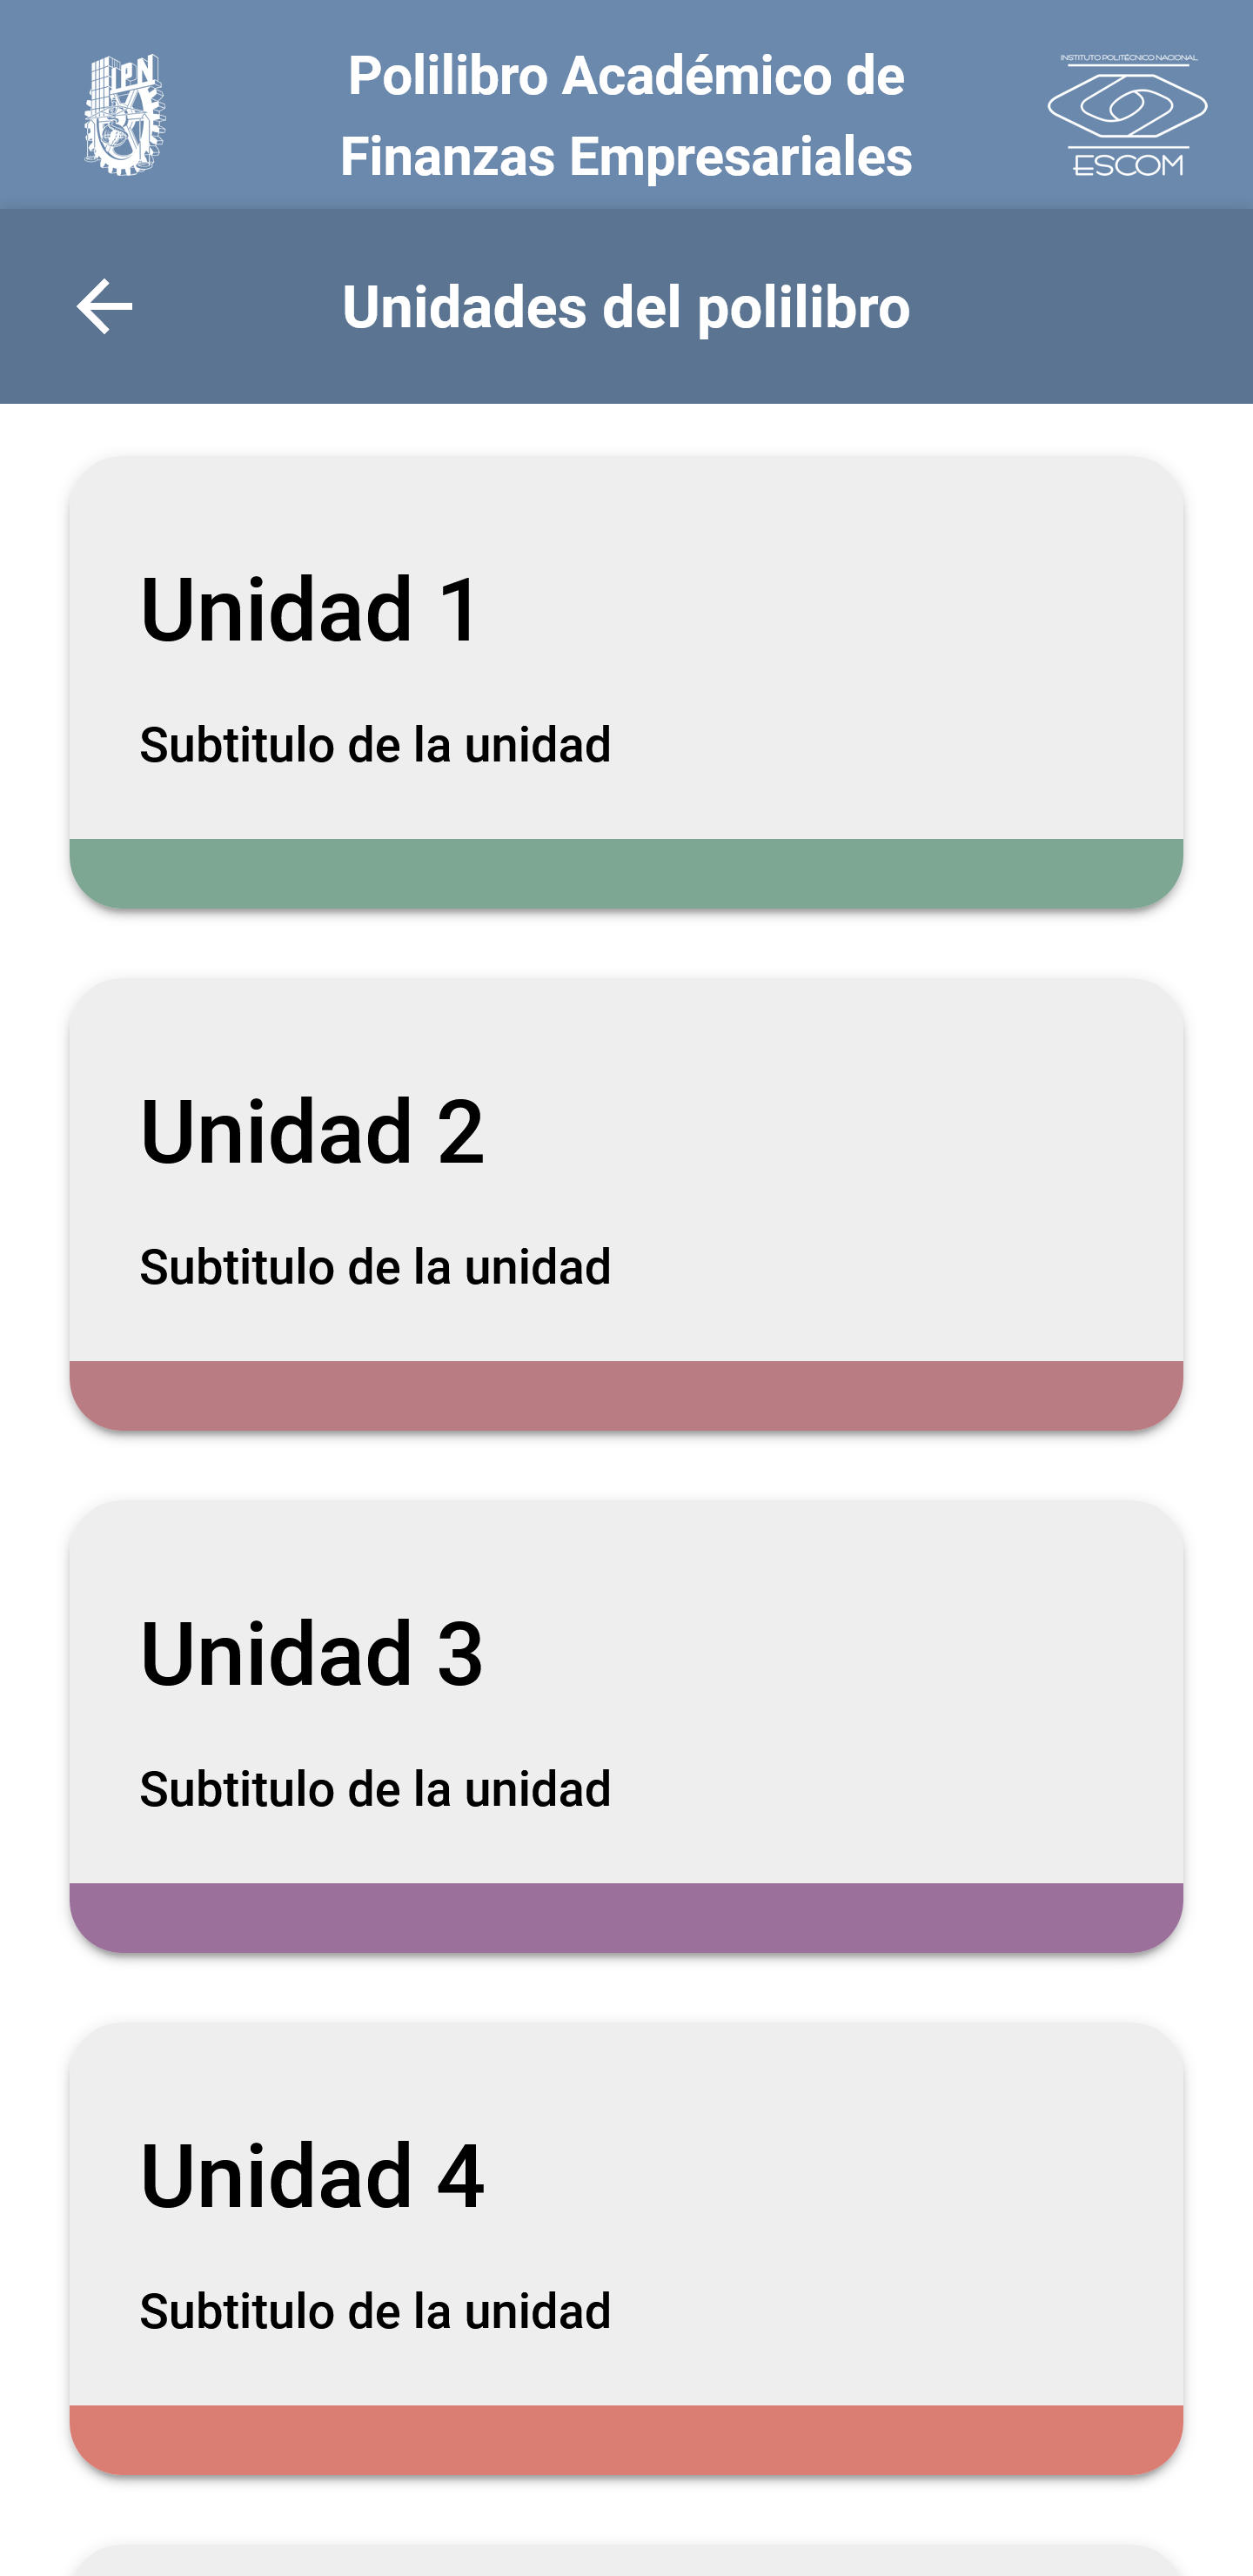 IPN
Polilibro Académico de
Finanzas Empresariales
INSTITUTO POLITÉCNICO NACIONAL
ESCOM
Unidades del polilibro
Unidad 1
Subtitulo de la unidad
Unidad 2
Subtitulo de la unidad
Unidad 3
Subtitulo de la unidad
Unidad 4
Subtitulo de la unidad